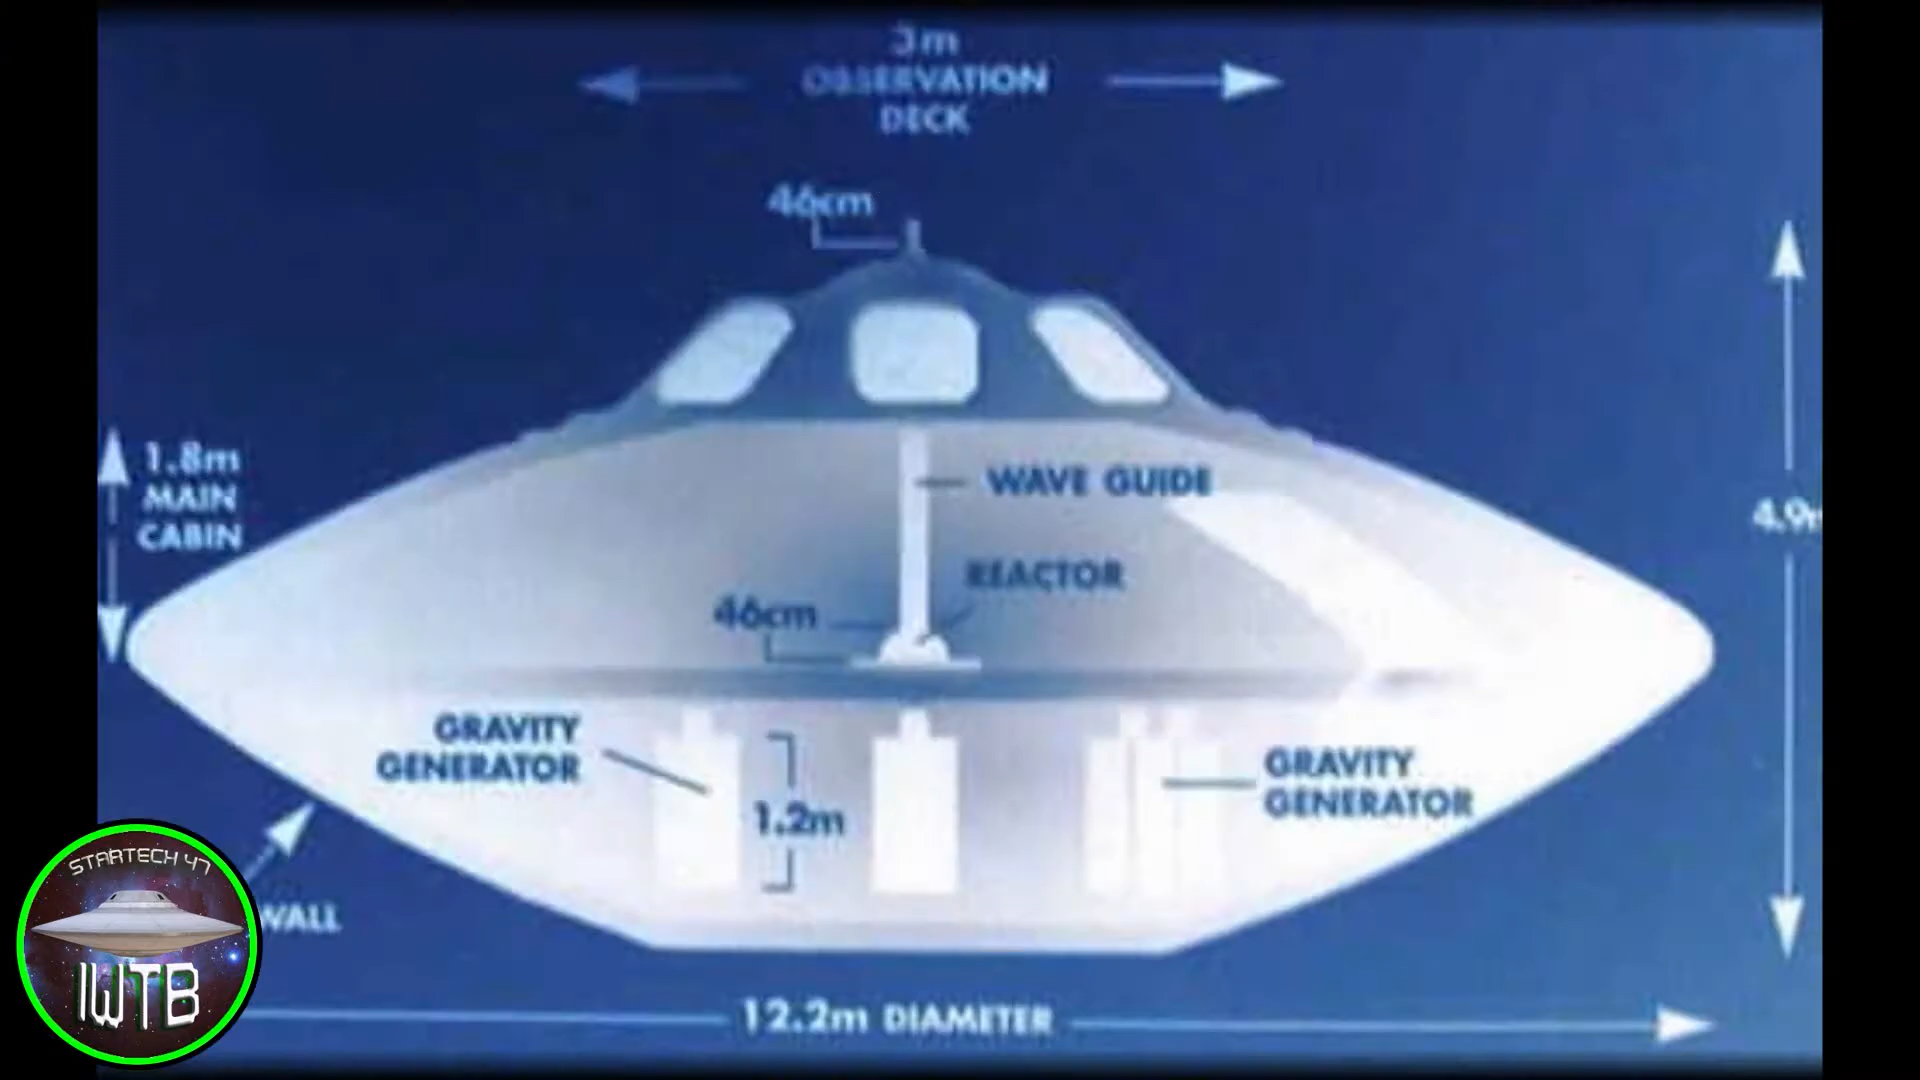 3m
OBSERVATION
DECK
46cm
1.8m
MAIN
CABIN
WAVE GUIDE
4.9m
REACTOR
46cm
GRAVITY
GENERATOR
1.2m
GRAVITY
GENERATOR
WALL
12.2m DIAMETER
STARTECH 47
IWTB